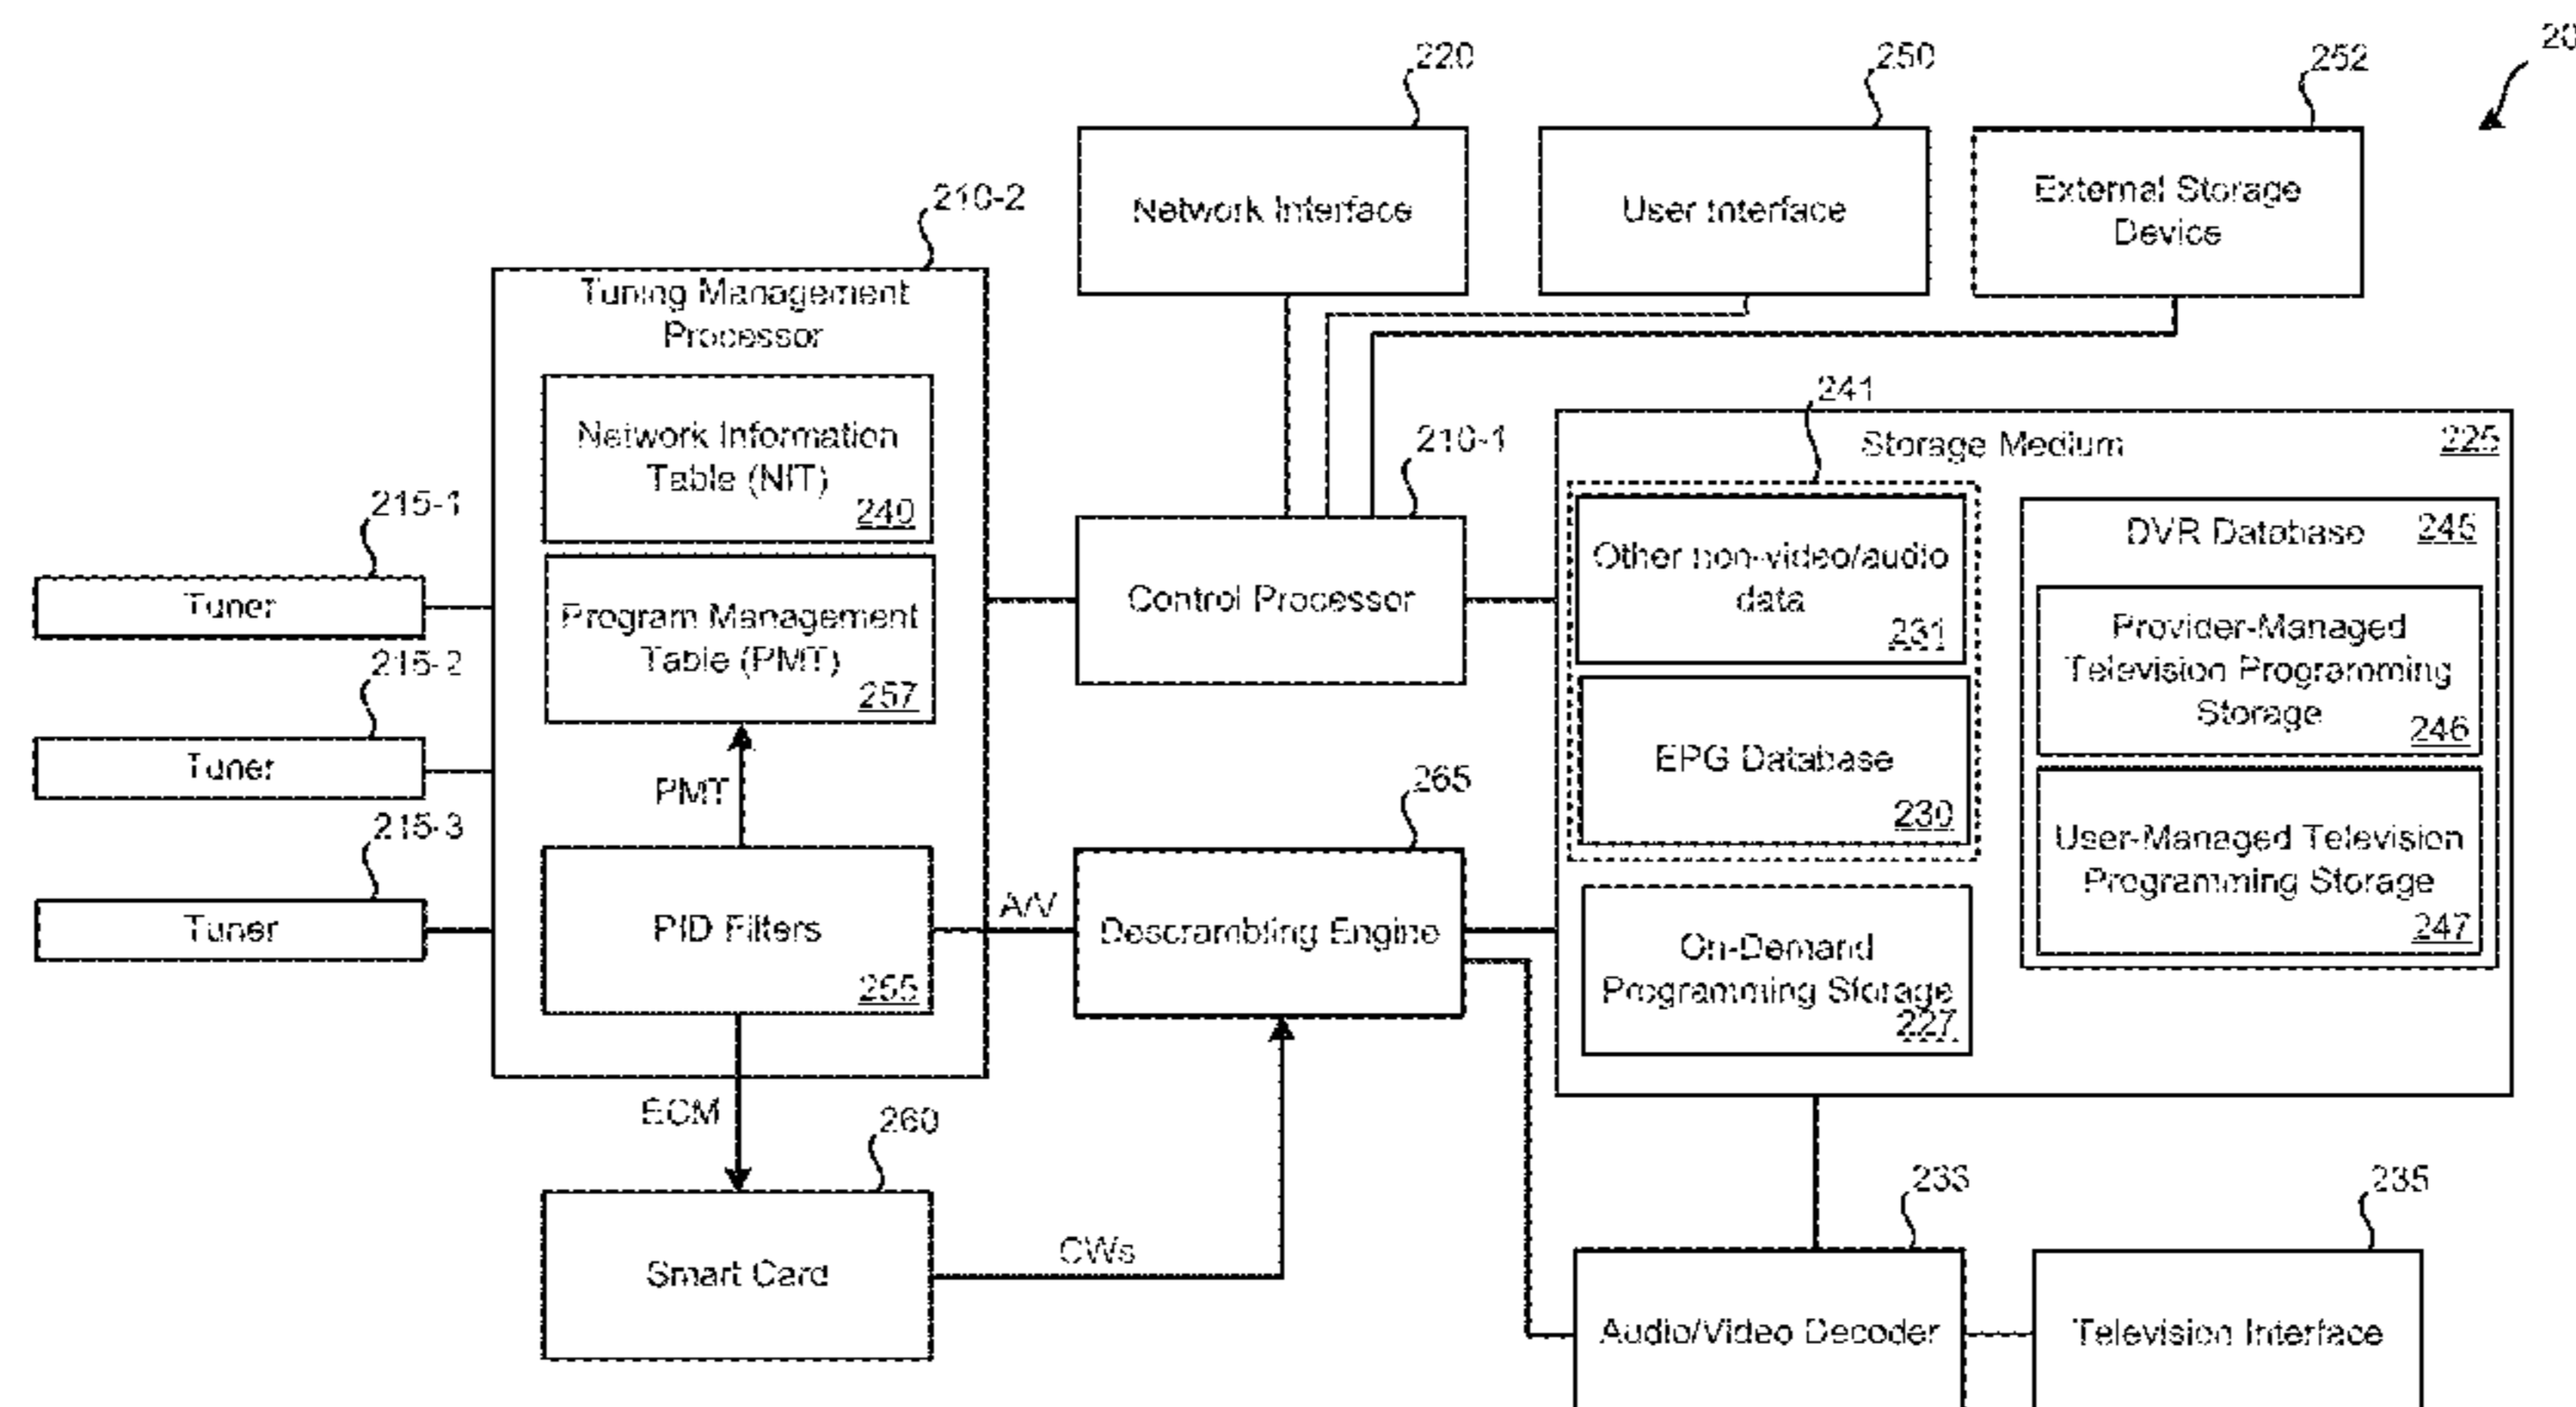 20
220
250
252
Network Interface
User Interface
External Storage
Device
210-2
Tuning Management
Processor
Network Information
Table (NIT)
240
Program Management
Table (PMT)
257
PMT
PID Filters
255
215-1
Tuner
215-2
Tuner
215-3
Tuner
210-1
Control Processor
241
Storage Medium
225
Other non-video/audio
data
231
EPG Database
230
On-Demand
Programming Storage
227
DVR Database
245
Provider-Managed
Television Programming
Storage
246
User-Managed Television
Programming Storage
247
A/V
265
Descrambling Engine
ECM
260
Smart Card
CWs
233
Audio/Video Decoder
235
Television Interface